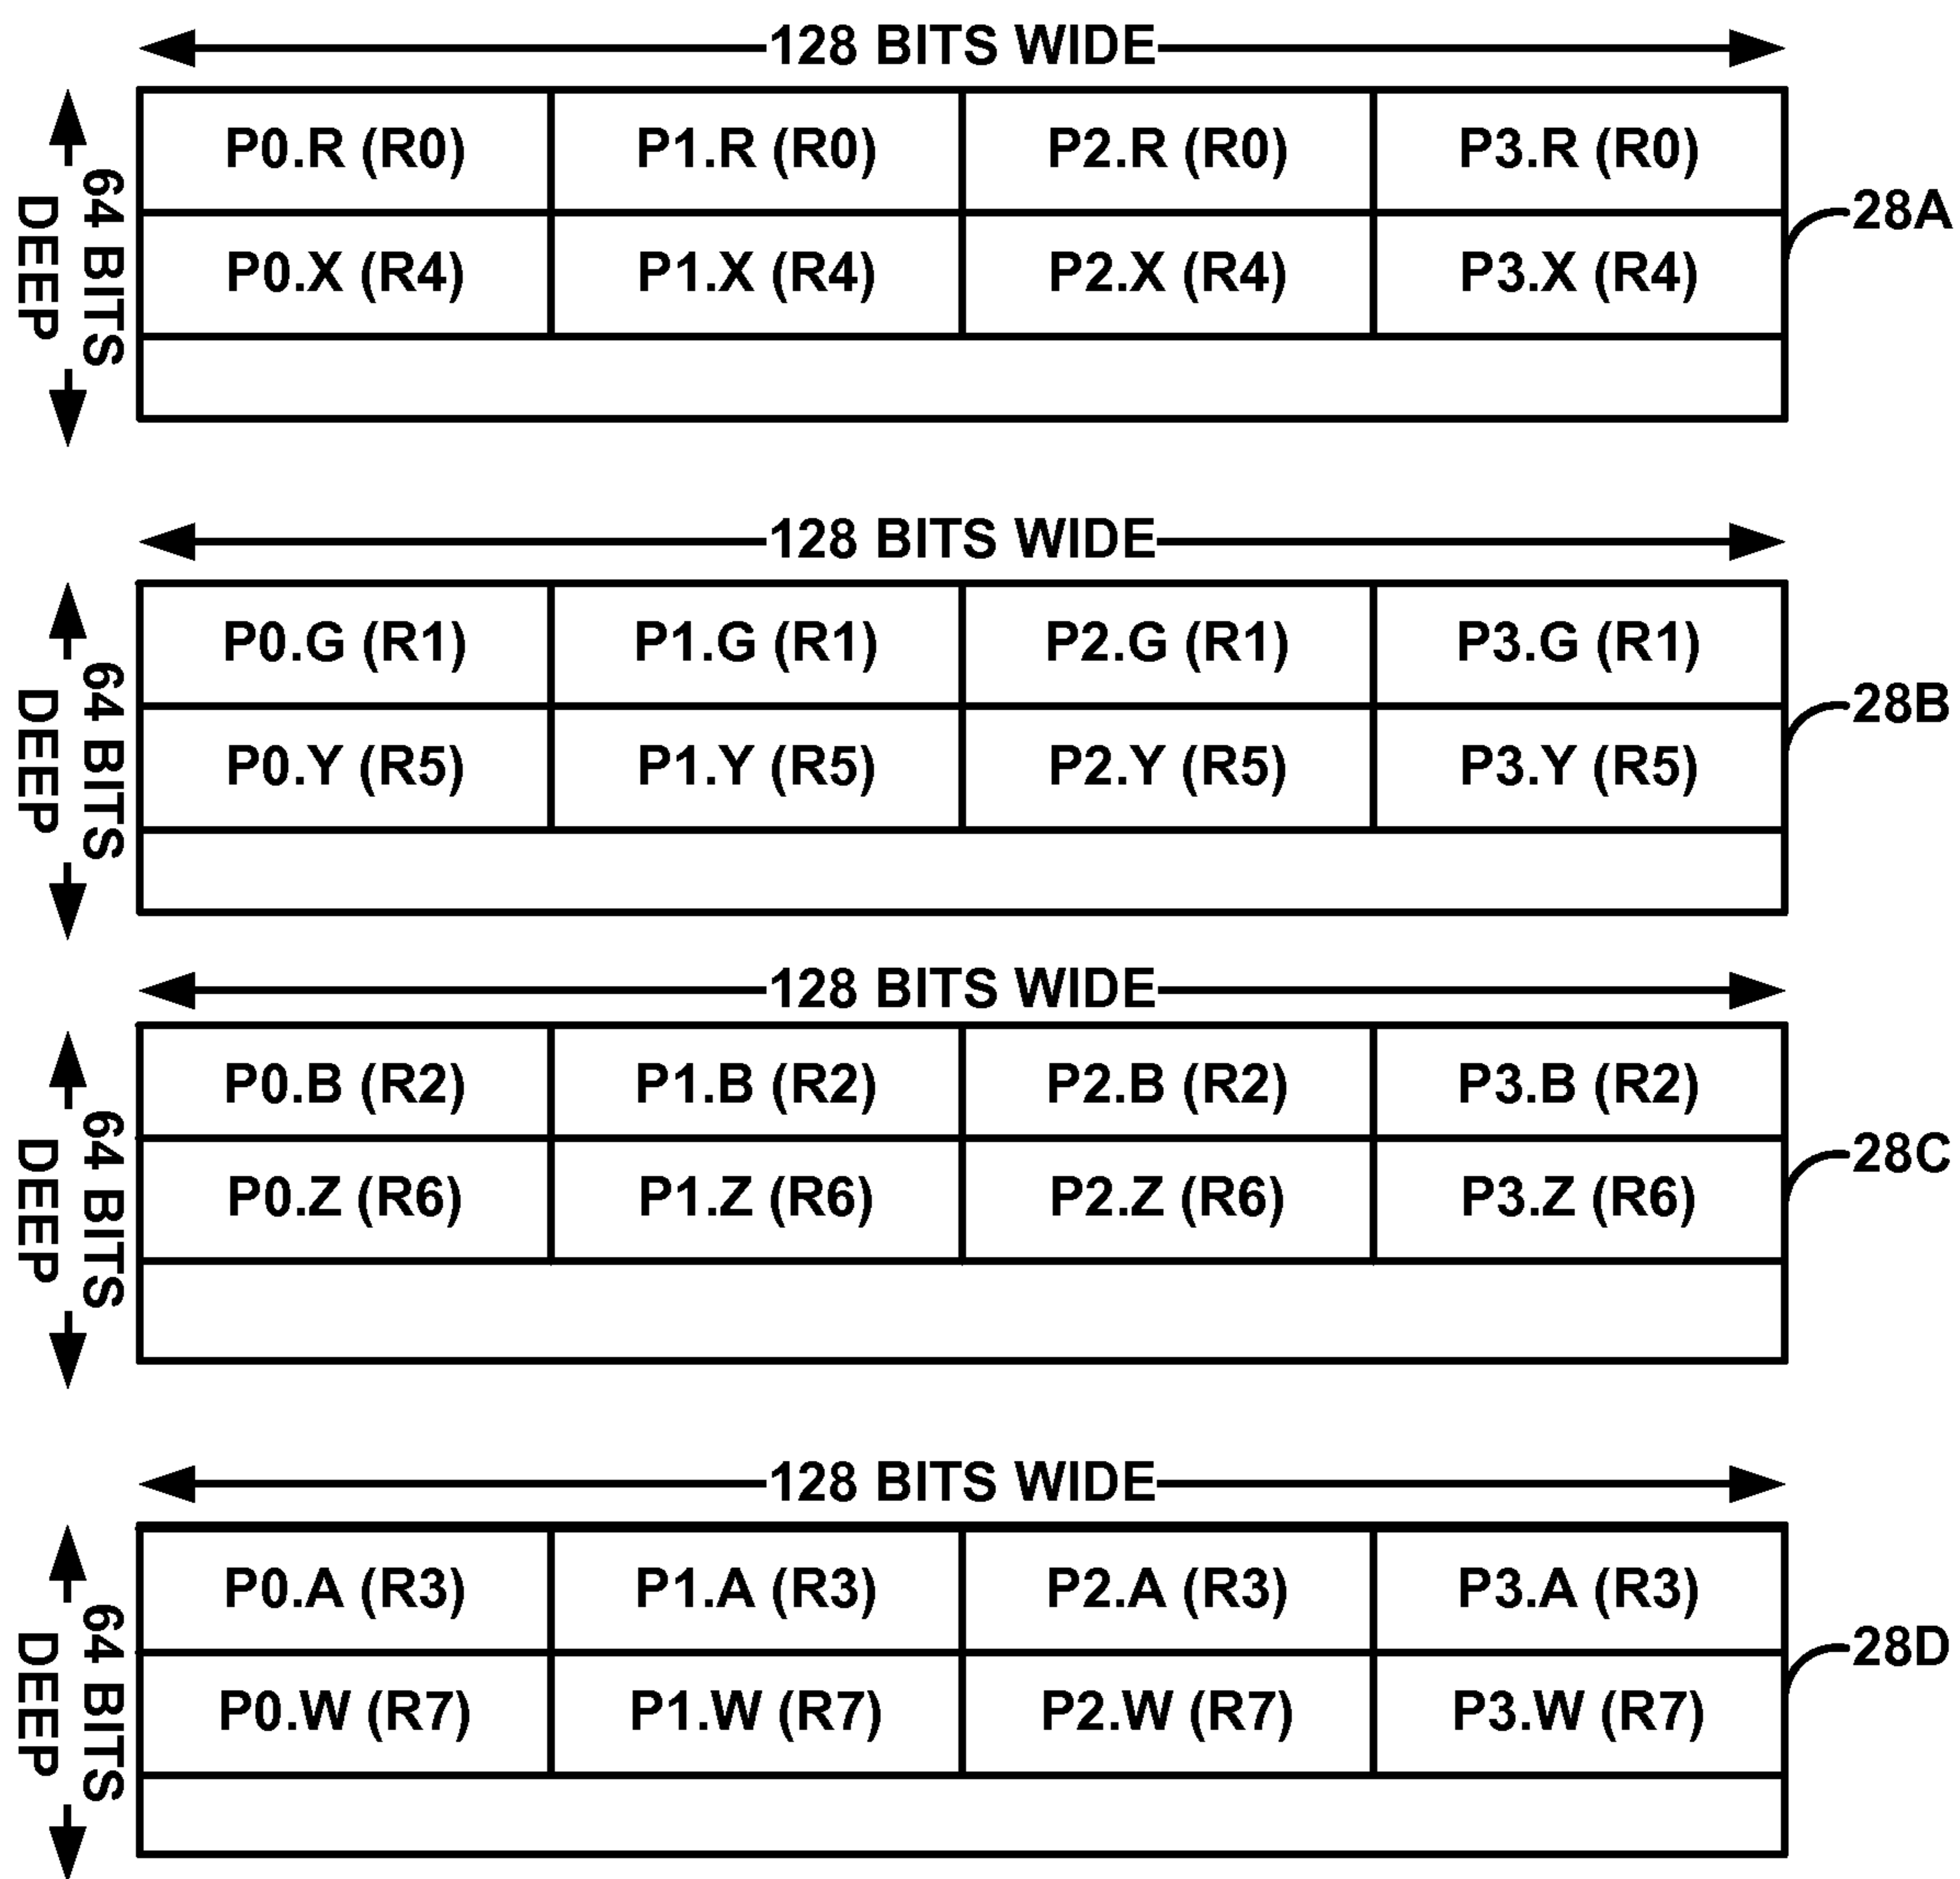 128 BITS WIDE
64 BITS
DEEP
P0.R (R0) P1.R (R0) P2.R (R0) P3.R (R0)
28A
P0.X (R4) P1.X (R4) P2.X (R4) P3.X (R4)
128 BITS WIDE
64 BITS
DEEP
P0.G (R1) P1.G (R1) P2.G (R1) P3.G (R1)
28B
P0.Y (R5) P1.Y (R5) P2.Y (R5) P3.Y (R5)
128 BITS WIDE
64 BITS
DEEP
P0.B (R2) P1.B (R2) P2.B (R2) P3.B (R2)
28C
P0.Z (R6) P1.Z (R6) P2.Z (R6) P3.Z (R6)
128 BITS WIDE
64 BITS
DEEP
P0.A (R3) P1.A (R3) P2.A (R3) P3.A (R3)
28D
P0.W (R7) P1.W (R7) P2.W (R7) P3.W (R7)